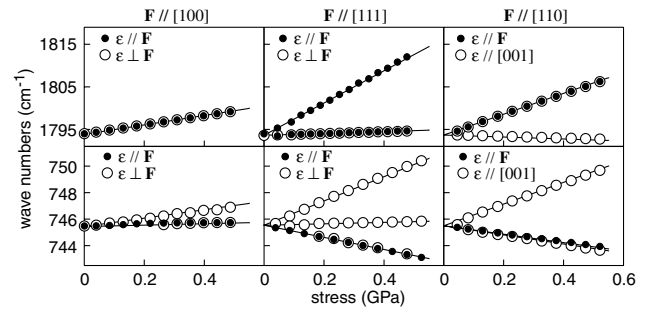 F // [100] F // [111] F // [110]
1815
1805
1795
ε // F
ε ⊥ F
ε // F
ε ⊥ F
ε // F
ε // [001]
wave numbers (cm⁻¹)
750
748
746
744
ε // F
ε ⊥ F
ε // F
ε ⊥ F
ε // F
ε // [001]
0 0.2 0.4 0 0.2 0.4 0 0.2 0.4 0.6
stress (GPa)